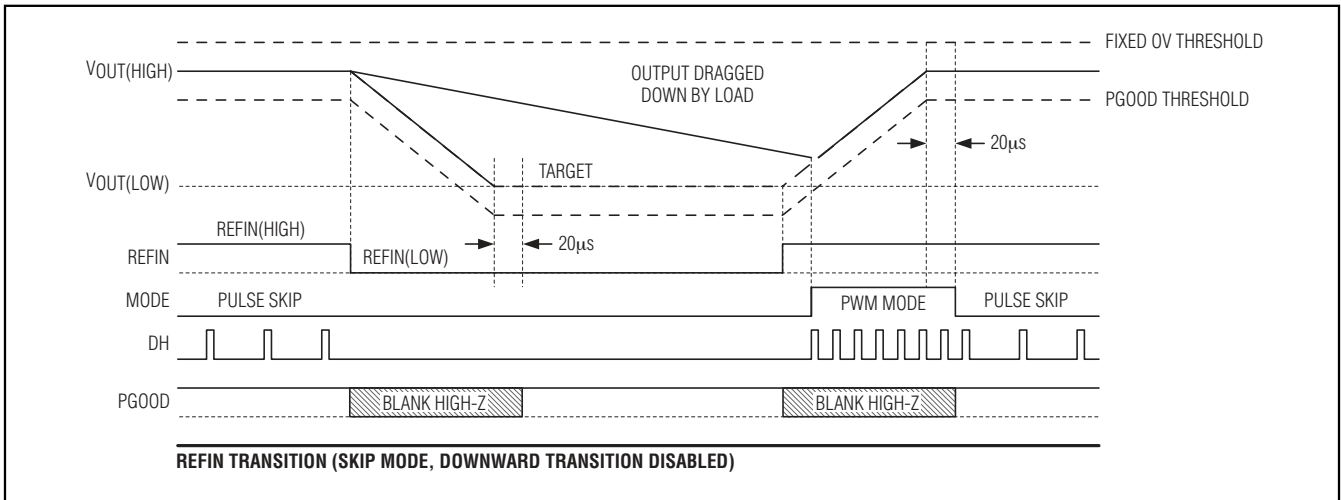 FIXED OV THRESHOLD
VOUT(HIGH)
OUTPUT DRAGGED
DOWN BY LOAD
PGOOD THRESHOLD
20μs
TARGET
VOUT(LOW)
REFIN(HIGH)
20μs
REFIN
REFIN(LOW)
MODE
PULSE SKIP
PWM MODE
PULSE SKIP
DH
PGOOD
BLANK HIGH-Z
BLANK HIGH-Z
REFIN TRANSITION (SKIP MODE, DOWNWARD TRANSITION DISABLED)